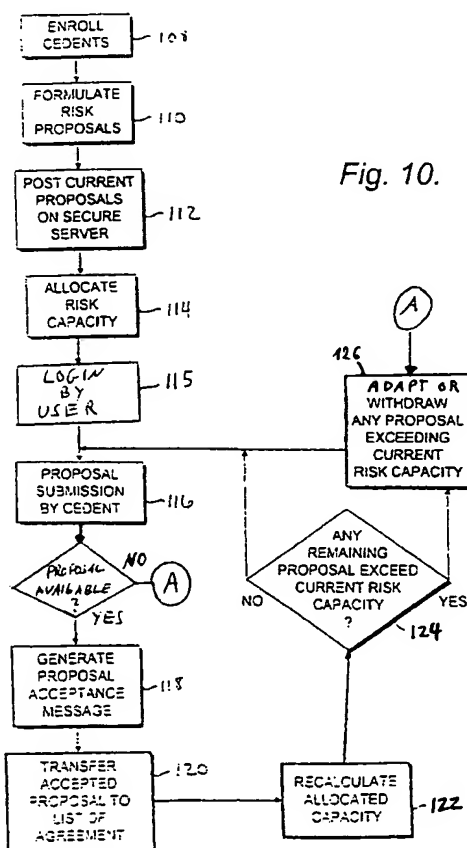 ENROLL
CEDENTS
108
FORMULATE
RISK
PROPOSALS
110
POST CURRENT
PROPOSALS
ON SECURE
SERVER
112
Fig. 10.
ALLOCATE
RISK
CAPACITY
114
LOGIN
BY
USER
115
A
126
ADAPT OR
WITHDRAW
ANY PROPOSAL
EXCEEDING
CURRENT
RISK CAPACITY
PROPOSAL
SUBMISSION
BY CEDENT
116
PROPOSAL
AVAILABLE
?
NO
A
YES
ANY
REMAINING
PROPOSAL EXCEED
CURRENT RISK
CAPACITY
?
NO
YES
124
GENERATE
PROPOSAL
ACCEPTANCE
MESSAGE
118
TRANSFER
ACCEPTED
PROPOSAL TO
LIST OF
AGREEMENT
120
RECALCULATE
ALLOCATED
CAPACITY
122